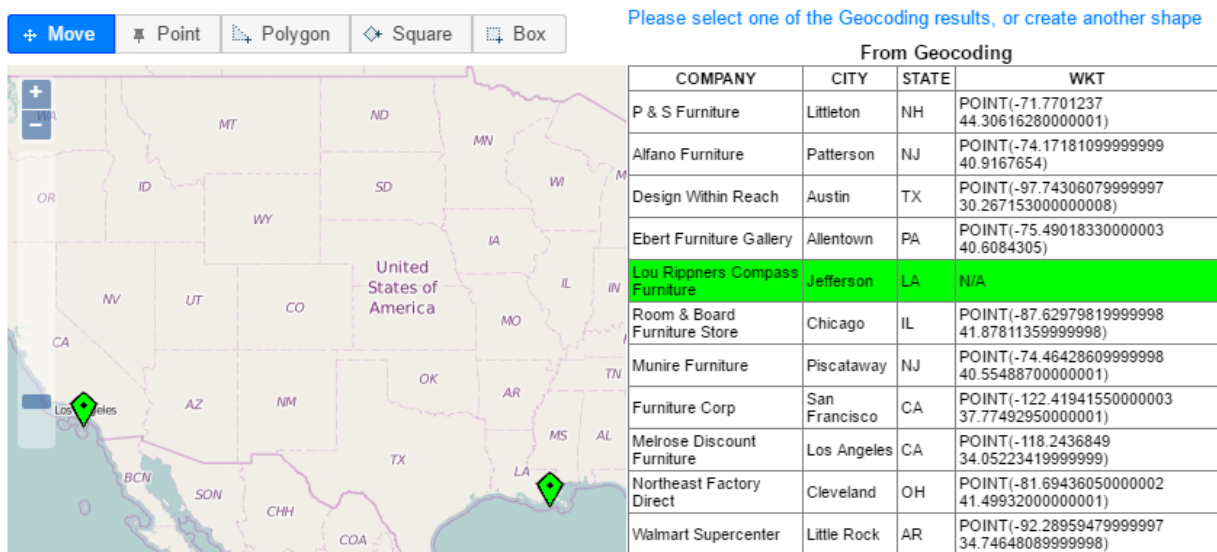 Please select one of the Geocoding results, or create another shape
Move Point Polygon Square Box
From Geocoding
COMPANY CITY STATE WKT
P & S Furniture Littleton NH POINT(-71.7701237
44.30616280000001)
Alfano Furniture Patterson NJ POINT(-74.17181099999999
40.9167654)
Design Within Reach Austin TX POINT(-97.74306079999997
30.267153000000008)
Ebert Furniture Gallery Allentown PA POINT(-75.49018330000003
40.6084305)
Lou Rippners Compass
Furniture Jefferson LA N/A
Room & Board
Furniture Store Chicago IL POINT(-87.62979819999998
41.87811359999998)
Munire Furniture Piscataway NJ POINT(-74.46428609999998
40.55488700000001)
Furniture Corp San
Francisco CA POINT(-122.41941550000003
37.77492950000001)
Melrose Discount
Furniture Los Angeles CA POINT(-118.2436849
34.05223419999999)
Northeast Factory
Direct Cleveland OH POINT(-81.69436050000002
41.49932000000001)
Walmart Supercenter Little Rock AR POINT(-92.28959479999997
34.74648089999998)
+
−
WA
MT
ND
MN
OR
ID
SD
WI
M
WY
IA
United
States of
America
NV
UT
CO
IL
IN
CA
MO
OK
TN
AZ
NM
AR
MS
AL
TX
LA
BCN
SON
CHH
COA